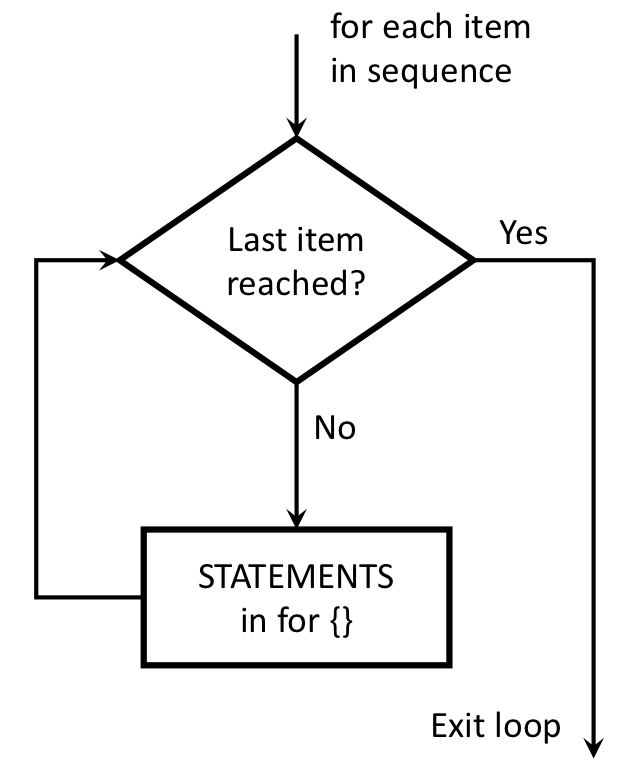 for each item
in sequence
Last item
reached?
Yes
No
STATEMENTS
in for {}
Exit loop